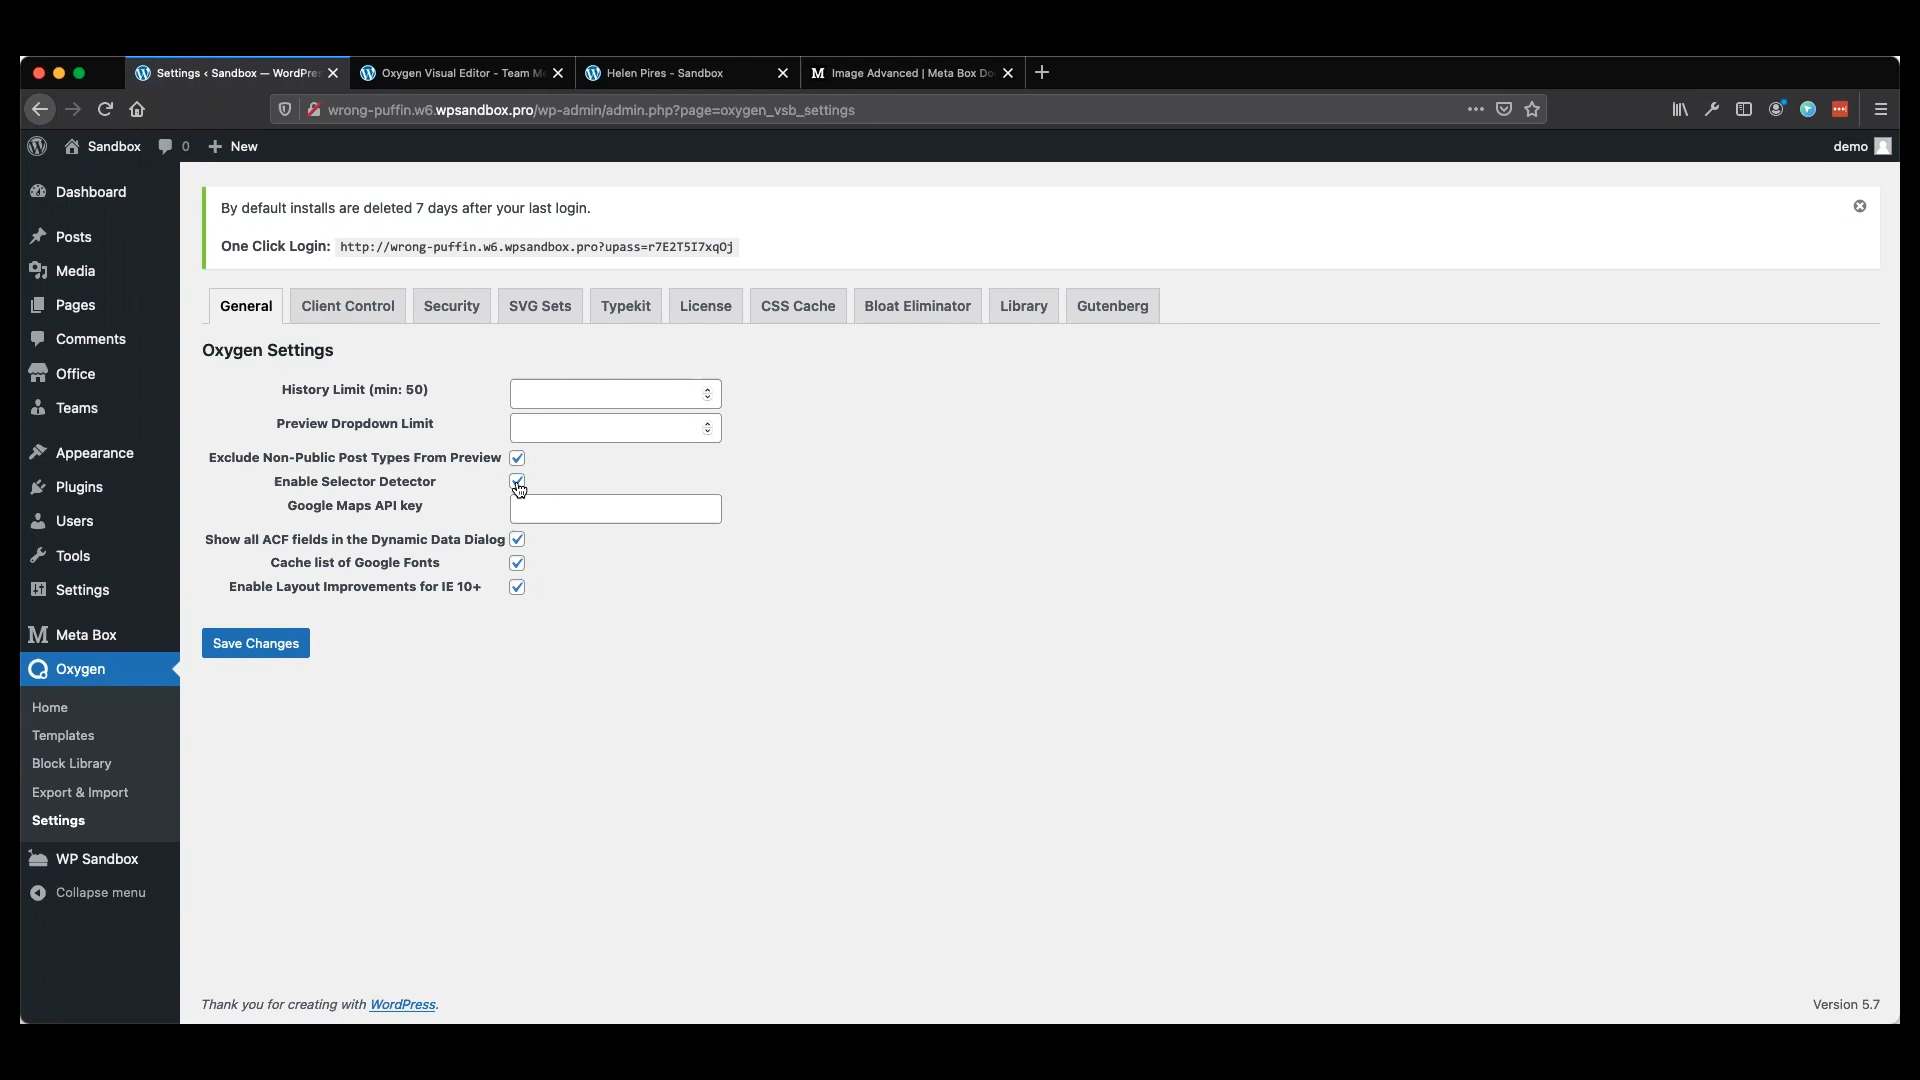 Settings ‹ Sandbox — WordPres
Oxygen Visual Editor - Team M
Helen Pires - Sandbox
M Image Advanced | Meta Box Do
wrong-puffin.w6.wpsandbox.pro/wp-admin/admin.php?page=oxygen_vsb_settings
Sandbox
0
New
demo
Dashboard
Posts
Media
Pages
Comments
Office
Teams
Appearance
Plugins
Users
Tools
Settings
M Meta Box
Oxygen
Home
Templates
Block Library
Export & Import
Settings
WP Sandbox
Collapse menu
By default installs are deleted 7 days after your last login.
One Click Login: http://wrong-puffin.w6.wpsandbox.pro?upass=r7E2T5I7xqOj
General
Client Control
Security
SVG Sets
Typekit
License
CSS Cache
Bloat Eliminator
Library
Gutenberg
Oxygen Settings
History Limit (min: 50)
Preview Dropdown Limit
Exclude Non-Public Post Types From Preview
Enable Selector Detector
Google Maps API key
Show all ACF fields in the Dynamic Data Dialog
Cache list of Google Fonts
Enable Layout Improvements for IE 10+
Save Changes
Thank you for creating with WordPress.
Version 5.7